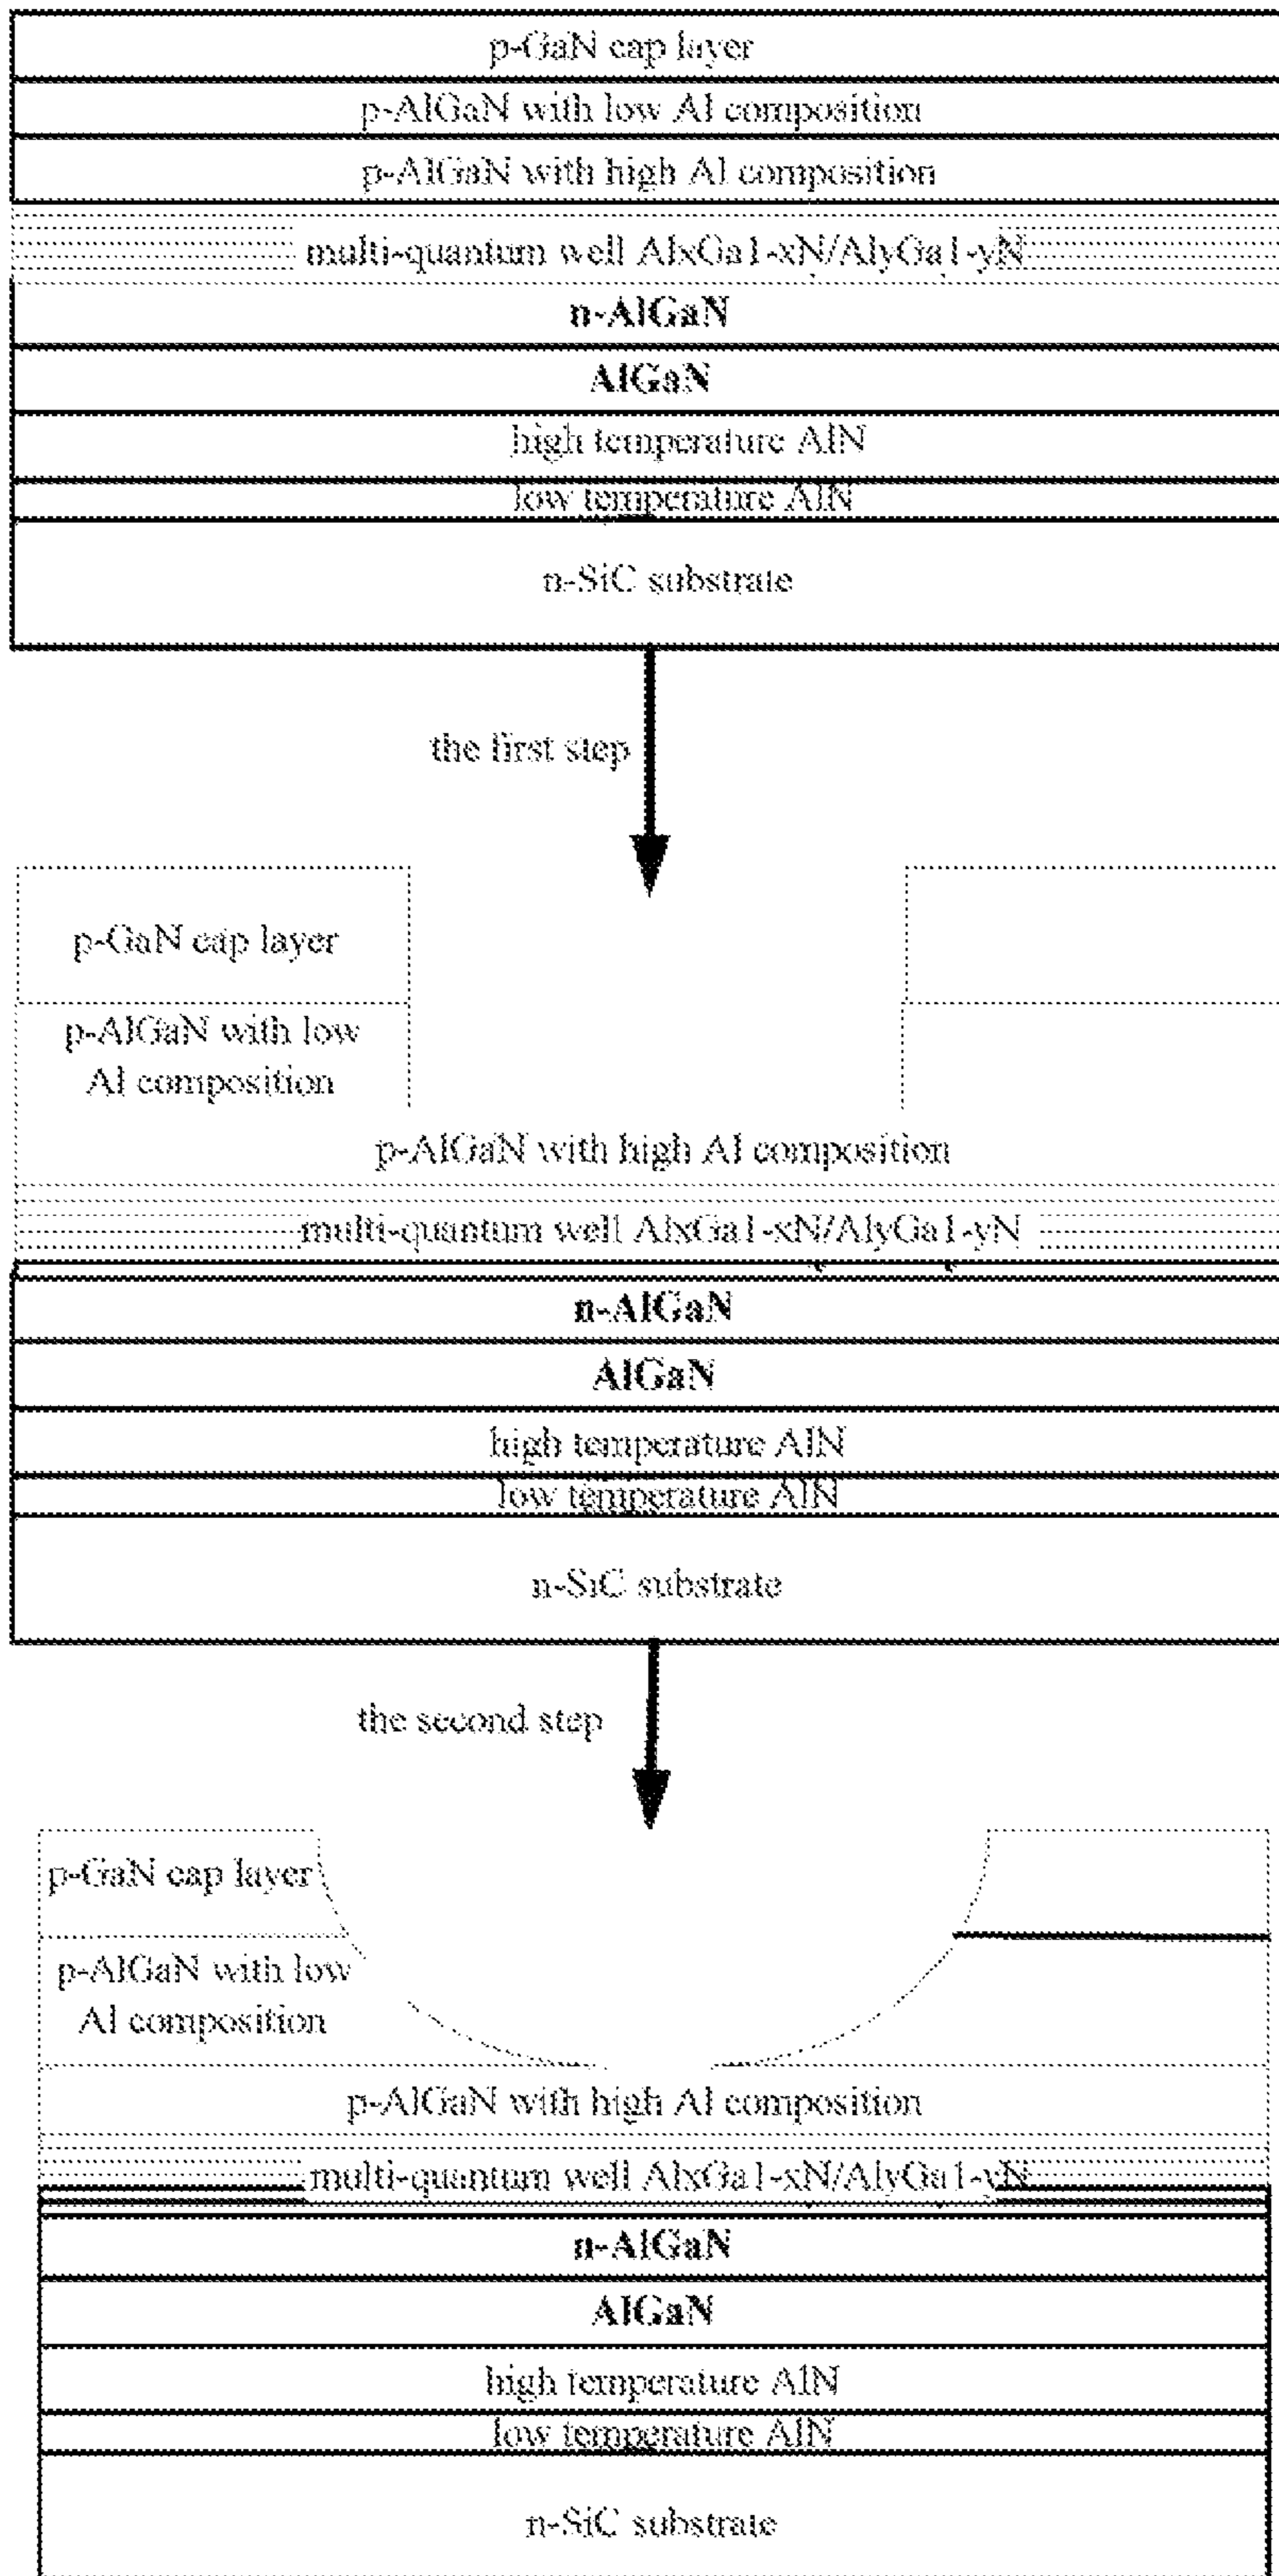 p-GaN cap layer
p-AlGaN with low Al composition
p-AlGaN with high Al composition
multi-quantum well AlxGa1-xN/AlyGa1-yN
n-AlGaN
AlGaN
high temperature AlN
low temperature AlN
n-SiC substrate
the first step
p-GaN cap layer
p-AlGaN with low
Al composition
p-AlGaN with high Al composition
multi-quantum well AlxGa1-xN/AlyGa1-yN
n-AlGaN
AlGaN
high temperature AlN
low temperature AlN
n-SiC substrate
the second step
p-GaN cap layer
p-AlGaN with low
Al composition
p-AlGaN with high Al composition
multi-quantum well AlxGa1-xN/AlyGa1-yN
n-AlGaN
AlGaN
high temperature AlN
low temperature AlN
n-SiC substrate